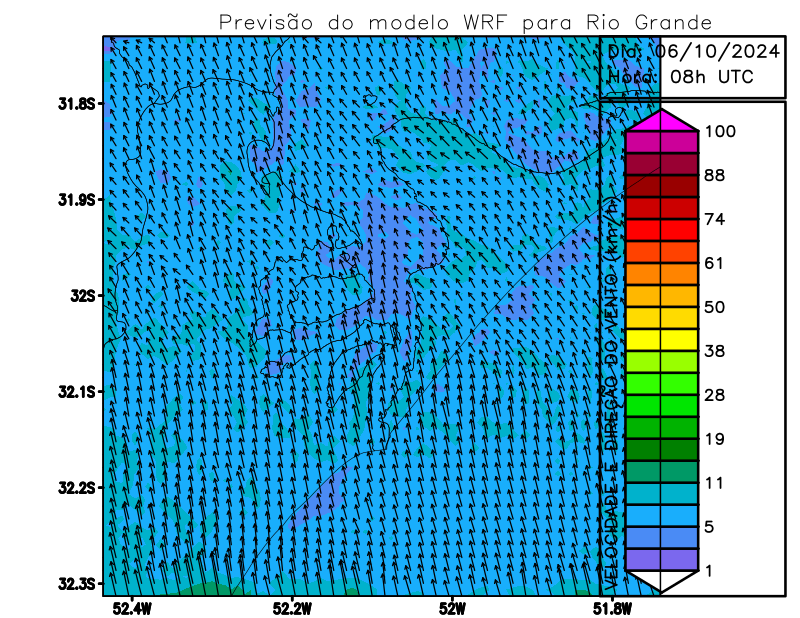 Previsão do modelo WRF para Rio Grande
Dia: 06/10/2024
Hora: 08h UTC
31.8S
31.9S
32S
32.1S
32.2S
32.3S
52.4W
52.2W
52W
51.8W
VELOCIDADE E DIREÇÃO DO VENTO (km/h)
100
88
74
61
50
38
28
19
11
5
1